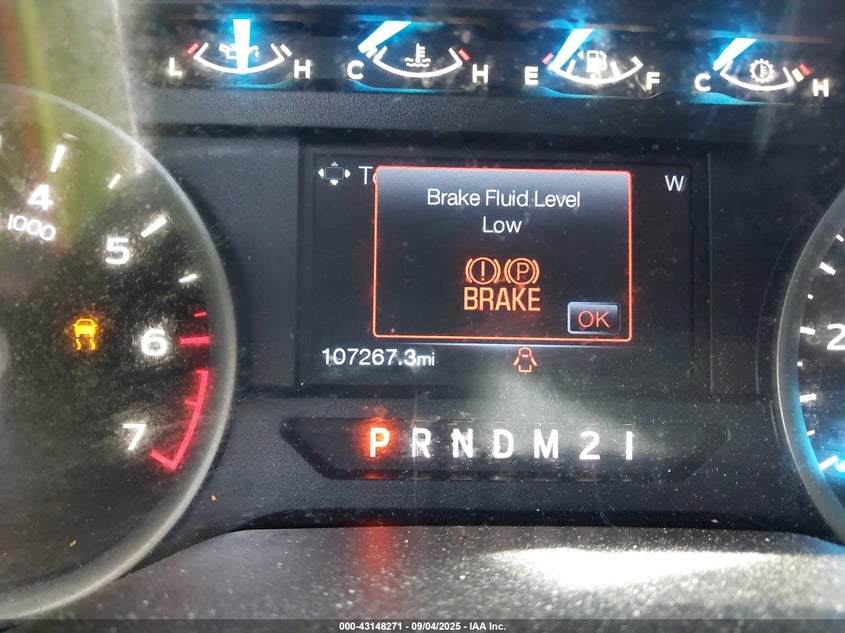 L H C H E F C H
4
1000
5
6
7
W
Brake Fluid Level
Low
(!) (P)
BRAKE
OK
107267.3mi
P R N D M 2 1
2
000-43148271 - 09/04/2025 - IAA Inc.